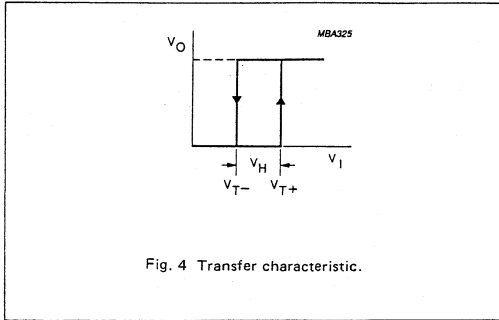 MBA325
VO
VH
VI
VT−
VT+
Fig. 4 Transfer characteristic.